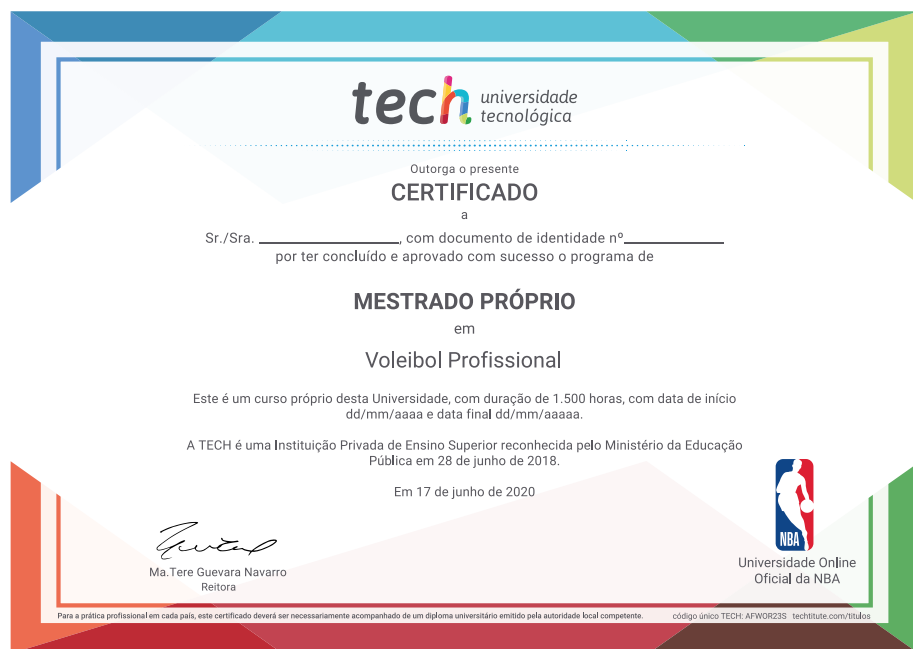 tech universidade
tecnológica
Outorga o presente
CERTIFICADO
a
Sr./Sra. ____________________, com documento de identidade nº______________
por ter concluído e aprovado com sucesso o programa de
MESTRADO PRÓPRIO
em
Voleibol Profissional
Este é um curso próprio desta Universidade, com duração de 1.500 horas, com data de início
dd/mm/aaaa e data final dd/mm/aaaaa.
A TECH é uma Instituição Privada de Ensino Superior reconhecida pelo Ministério da Educação
Pública em 28 de junho de 2018.
Em 17 de junho de 2020
NBA
Ma.Tere Guevara Navarro
Reitora
Universidade Online
Oficial da NBA
Para a prática profissional em cada país, este certificado deverá ser necessariamente acompanhado de um diploma universitário emitido pela autoridade local competente. código único TECH: AFWOR23S techtitute.com/titulos